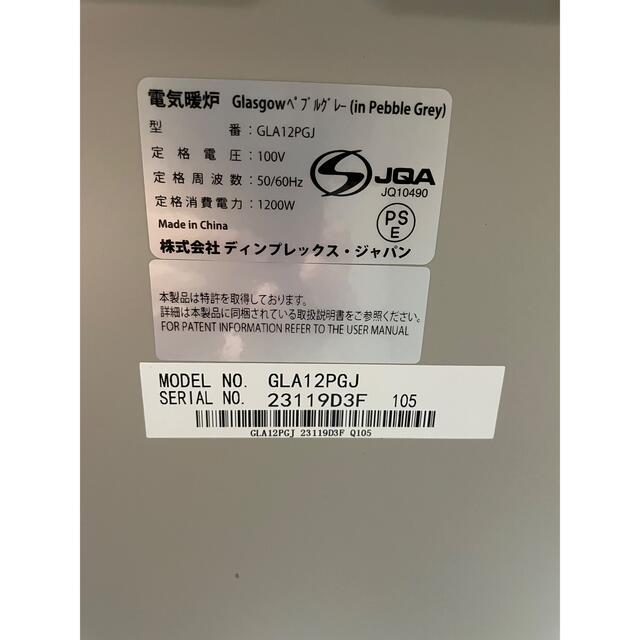 電気暖炉 Glasgowﾍﾟﾌﾞﾙｸﾞﾚｰ(in Pebble Grey)
型番:GLA12PGJ
定格電圧:100V
定格周波数:50/60Hz
定格消費電力:1200W
JQA
JQ10490
PS
E
Made in China
株式会社 ディンプレックス・ジャパン
本製品は特許を取得しております。
詳細は本製品に同梱されている取扱説明書をご参照ください。
FOR PATENT INFORMATION REFER TO THE USER MANUAL
MODEL NO. GLA12PGJ
SERIAL NO. 23119D3F 105
GLA12PGJ 23119D3F Q105